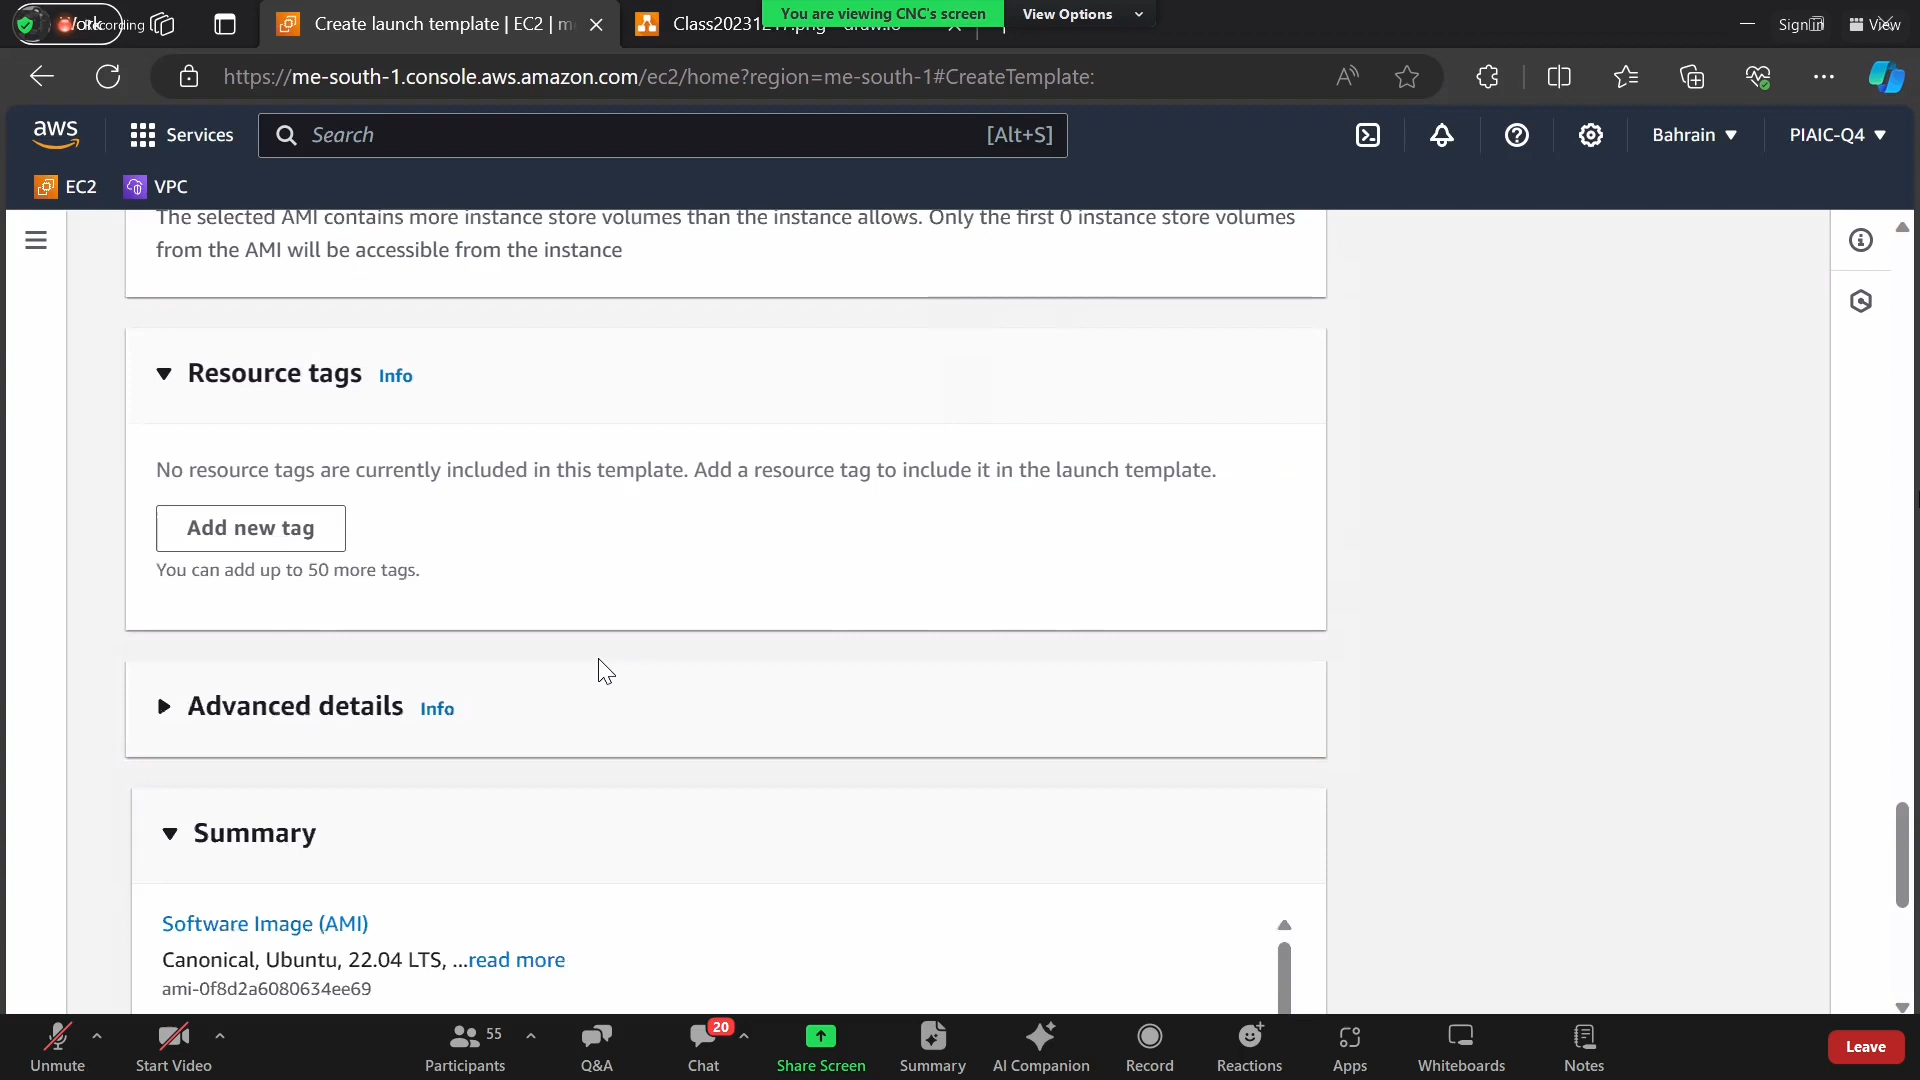 Recording
Create launch template | EC2 | m
You are viewing CNC's screen
View Options
Sign in
View
https://me-south-1.console.aws.amazon.com/ec2/home?region=me-south-1#CreateTemplate:
aws
Services
Search
[Alt+S]
Bahrain
PIAIC-Q4
EC2
VPC
The selected AMI contains more instance store volumes than the instance allows. Only the first 0 instance store volumes
from the AMI will be accessible from the instance
Resource tags Info
No resource tags are currently included in this template. Add a resource tag to include it in the launch template.
Add new tag
You can add up to 50 more tags.
Advanced details Info
Summary
Software Image (AMI)
Canonical, Ubuntu, 22.04 LTS, ...read more
ami-0f8d2a6080634ee69
Unmute
Start Video
55
Participants
Q&A
20
Chat
Share Screen
Summary
AI Companion
Record
Reactions
Apps
Whiteboards
Notes
Leave